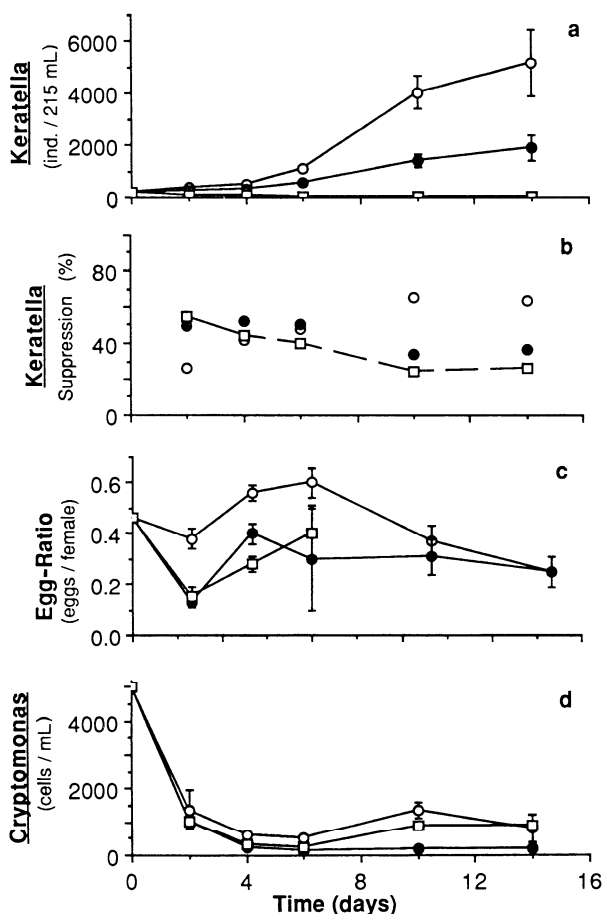 a
Keratella
(ind. / 215 mL)
6000
4000
2000
0
b
Keratella
Suppression (%)
80
40
0
c
Egg-Ratio
(eggs / female)
0.6
0.4
0.2
0.0
d
Cryptomonas
(cells / mL)
4000
2000
0
0 4 8 12 16
Time (days)